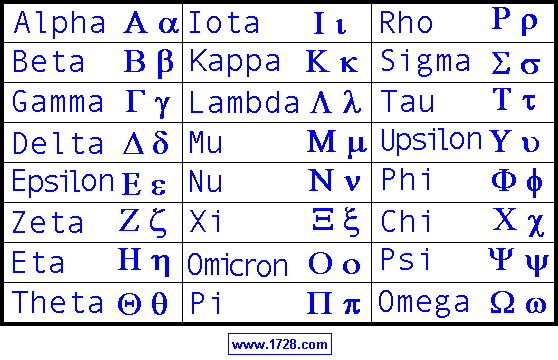 Alpha Α α Iota Ι ι Rho Ρ ρ
Beta Β β Kappa Κ κ Sigma Σ σ
Gamma Γ γ Lambda Λ λ Tau Τ τ
Delta Δ δ Mu Μ μ Upsilon Υ υ
Epsilon Ε ε Nu Ν ν Phi Φ ϕ
Zeta Ζ ζ Xi Ξ ξ Chi Χ χ
Eta Η η Omicron Ο ο Psi Ψ ψ
Theta Θ θ Pi Π π Omega Ω ω
www.1728.com